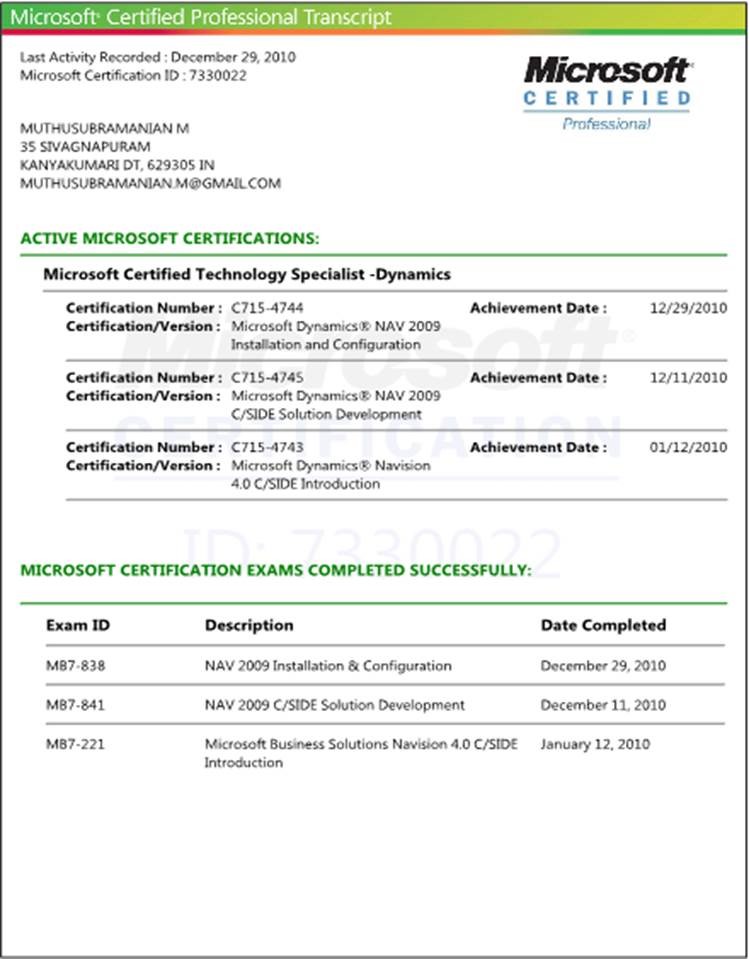 Microsoft® Certified Professional Transcript
Last Activity Recorded : December 29, 2010
Microsoft Certification ID : 7330022
Microsoft®
CERTIFIED
Professional
MUTHUSUBRAMANIAN M
35 SIVAGNAPURAM
KANYAKUMARI DT, 629305 IN
MUTHUSUBRAMANIAN.M@GMAIL.COM
ACTIVE MICROSOFT CERTIFICATIONS:
Microsoft Certified Technology Specialist -Dynamics
Certification Number : C715-4744 Achievement Date : 12/29/2010
Certification/Version : Microsoft Dynamics® NAV 2009
Installation and Configuration
Certification Number : C715-4745 Achievement Date : 12/11/2010
Certification/Version : Microsoft Dynamics® NAV 2009
C/SIDE Solution Development
Certification Number : C715-4743 Achievement Date : 01/12/2010
Certification/Version : Microsoft Dynamics® Navision
4.0 C/SIDE Introduction
Microsoft®
CERTIFICATION
ID: 7330022
MICROSOFT CERTIFICATION EXAMS COMPLETED SUCCESSFULLY:
Exam ID Description Date Completed
MB7-838 NAV 2009 Installation & Configuration December 29, 2010
MB7-841 NAV 2009 C/SIDE Solution Development December 11, 2010
MB7-221 Microsoft Business Solutions Navision 4.0 C/SIDE January 12, 2010
Introduction